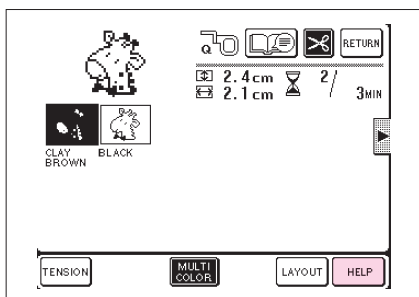 Q
RETURN
2.4cm 2/
2.1cm 3MIN
CLAY BROWN
BLACK
TENSION
MULTI COLOR
LAYOUT
HELP